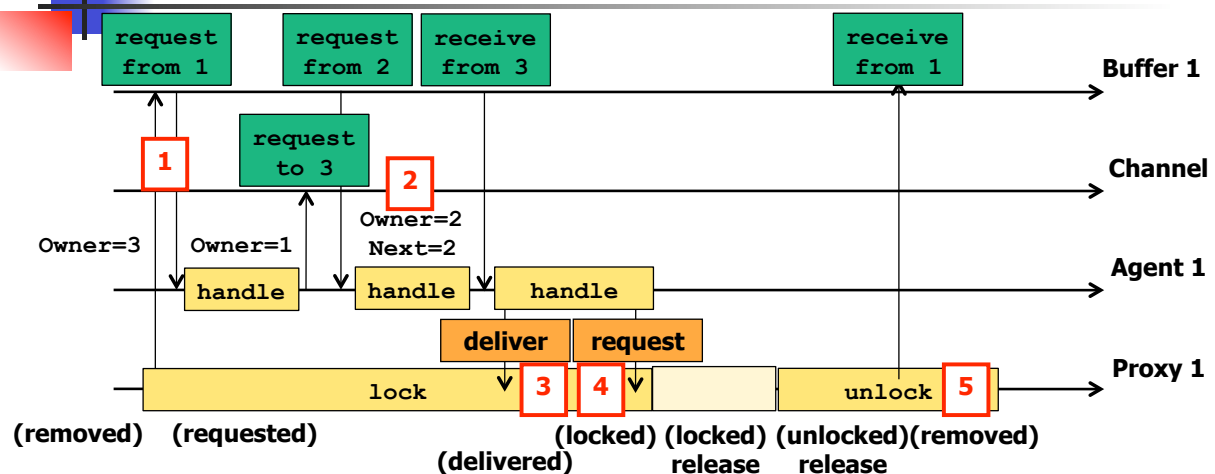 request
from 1
request
from 2
receive
from 3
receive
from 1
Buffer 1
request
to 3
1
2
Channel
Owner=3
Owner=1
Owner=2
Next=2
Agent 1
handle
handle
handle
deliver
request
Proxy 1
lock
3
4
unlock
5
(removed)
(requested)
(delivered)
(locked)
(locked)
release
(unlocked)
release
(removed)